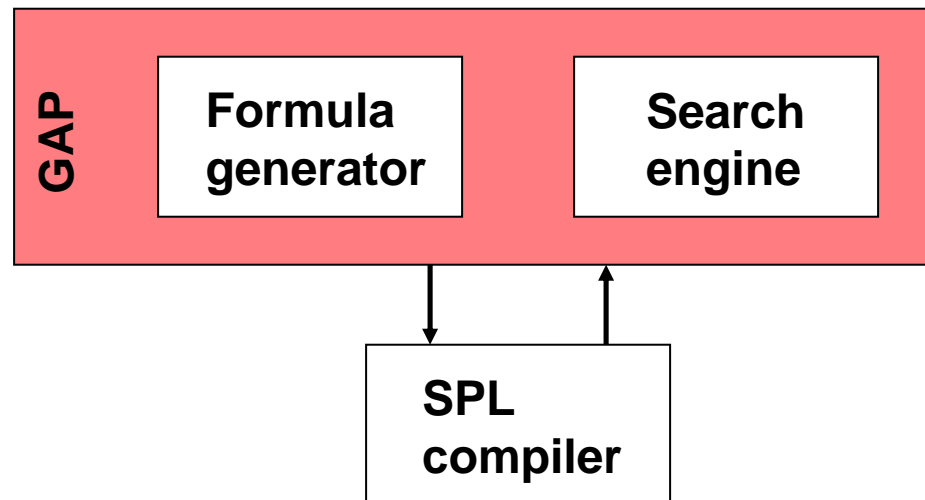 GAP
Formula
generator
Search
engine
SPL
compiler